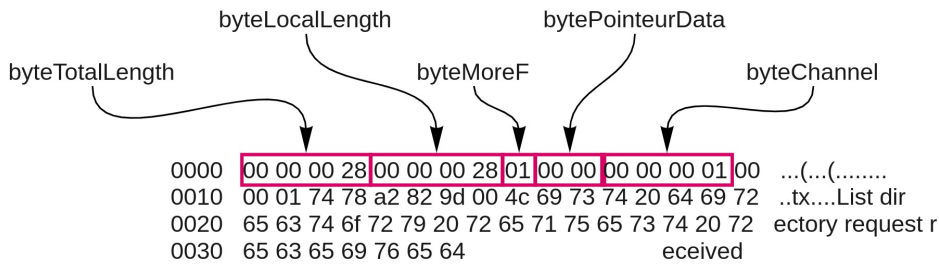 byteLocalLength bytePointeurData
byteTotalLength byteMoreF byteChannel
0000 00 00 00 28 00 00 00 28 01 00 00 00 00 00 01 00 ...(...(........
0010 00 01 74 78 a2 82 9d 00 4c 69 73 74 20 64 69 72 ..tx....List dir
0020 65 63 74 6f 72 79 20 72 65 71 75 65 73 74 20 72 ectory request r
0030 65 63 65 69 76 65 64 eceived